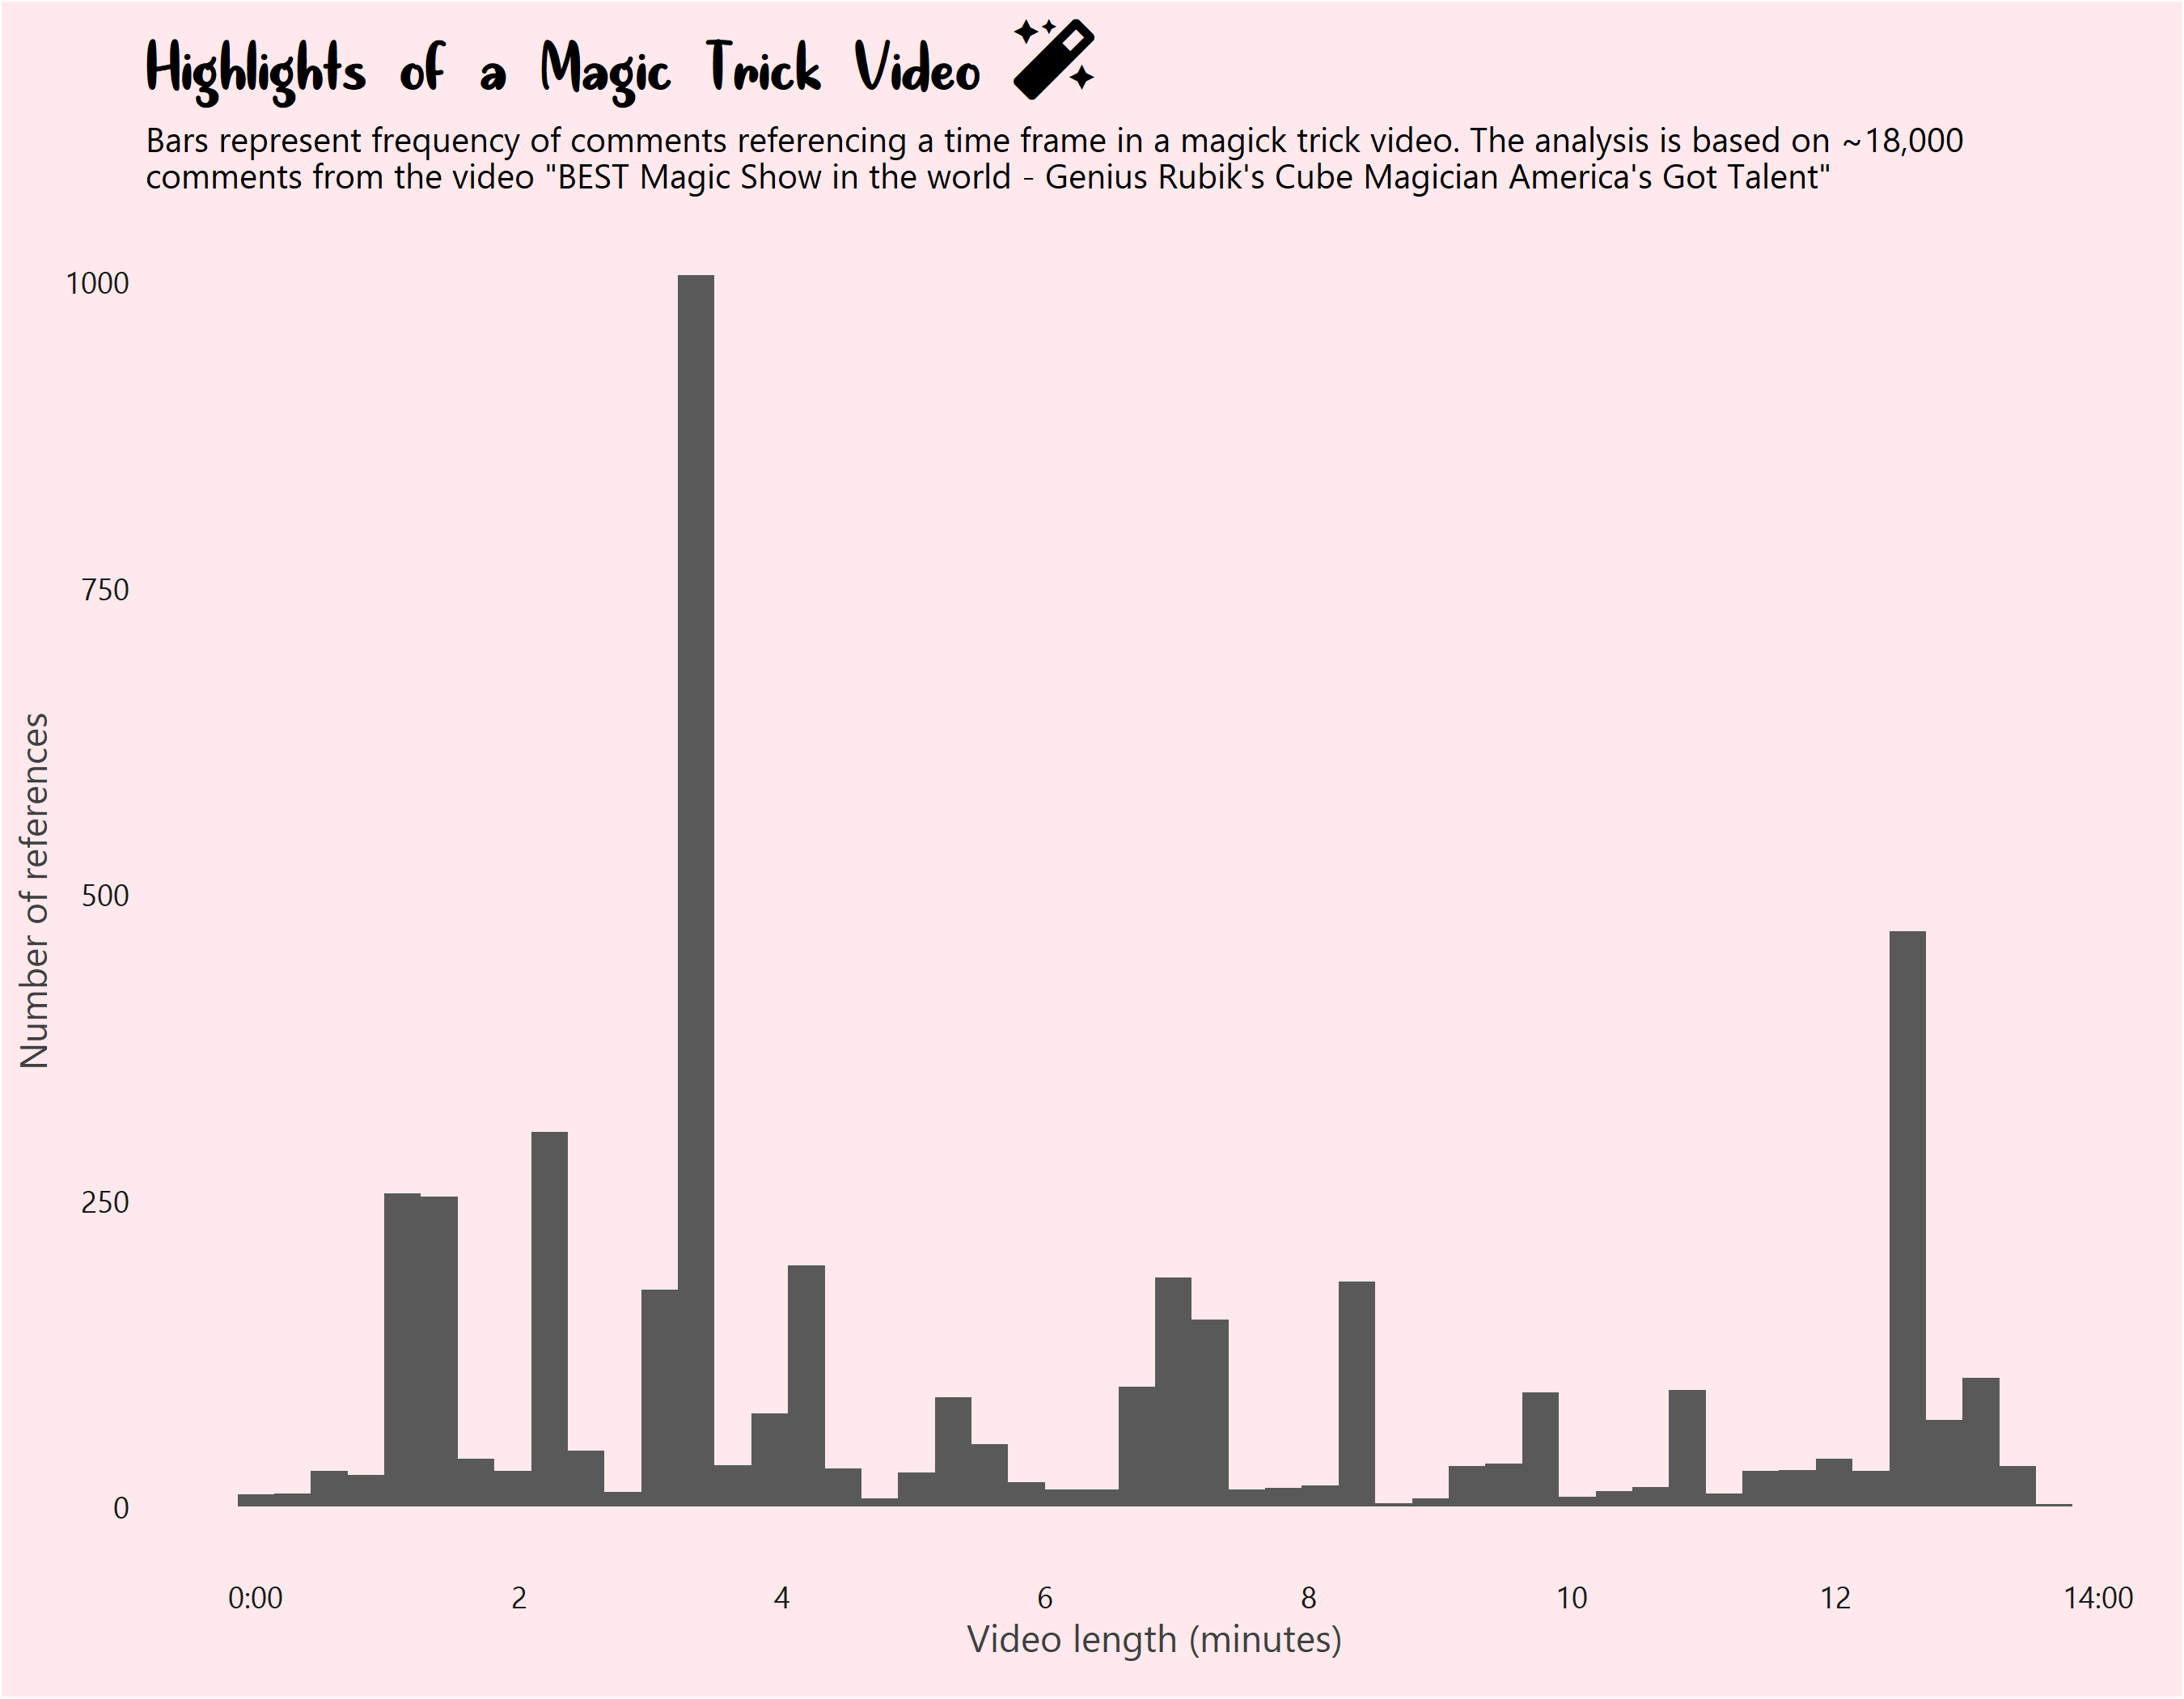 Highlights of a Magic Trick Video
Bars represent frequency of comments referencing a time frame in a magick trick video. The analysis is based on ~18,000
comments from the video "BEST Magic Show in the world - Genius Rubik's Cube Magician America's Got Talent"
1000
750
500
250
0
Number of references
0:00 2 4 6 8 10 12 14:00
Video length (minutes)